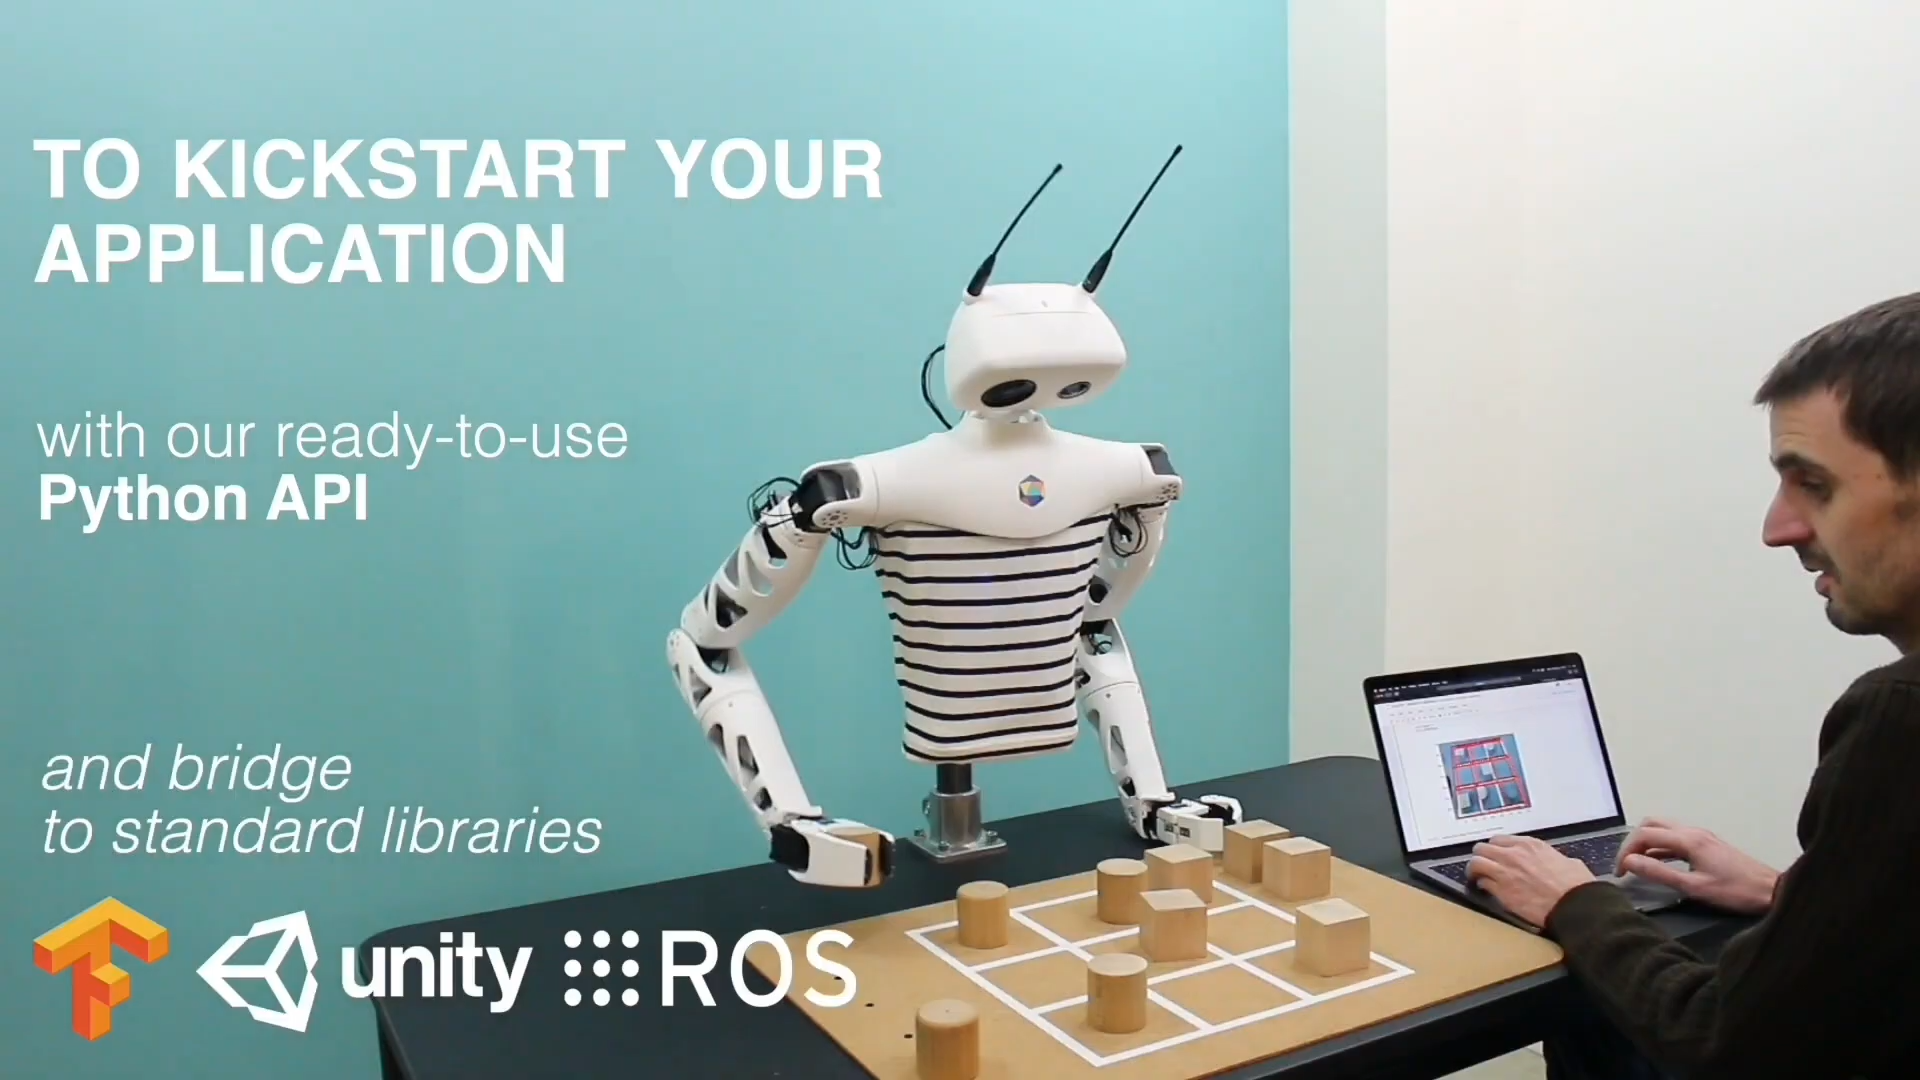 TO KICKSTART YOUR
APPLICATION
with our ready-to-use
Python API
and bridge
to standard libraries
unity
ROS